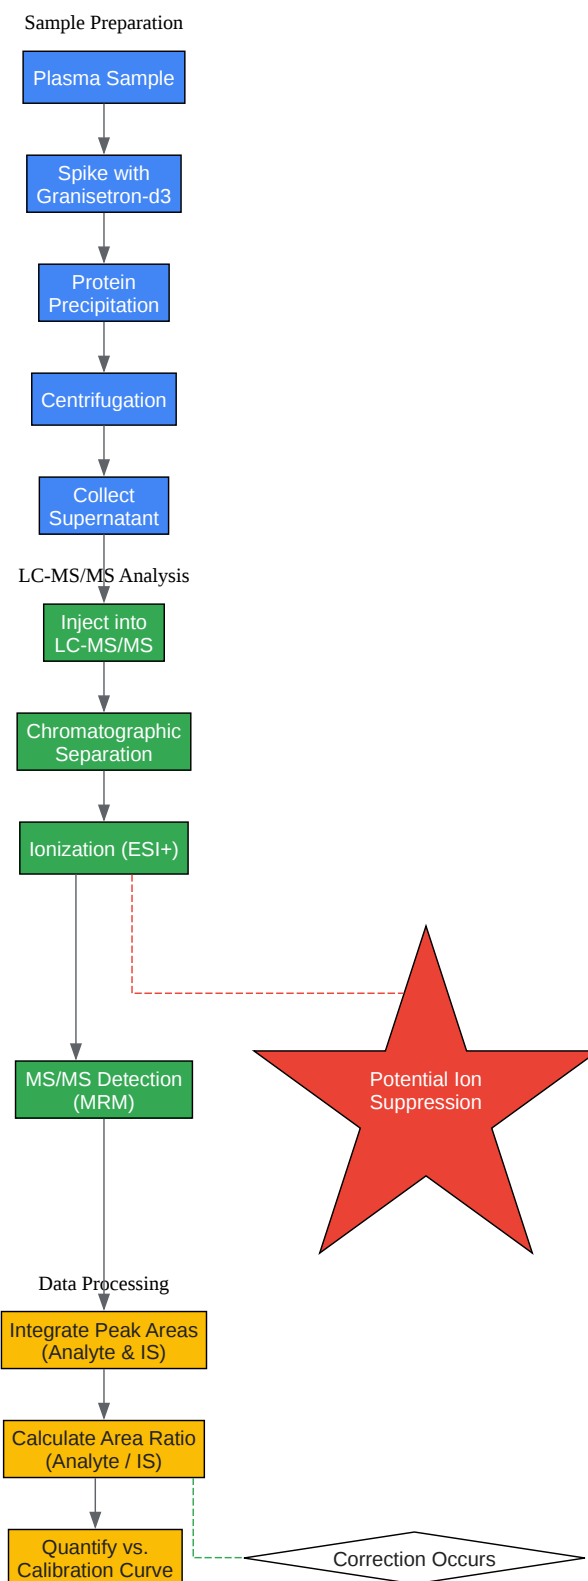 Sample Preparation
Plasma Sample
Spike with
Granisetron-d3
Protein
Precipitation
Centrifugation
Collect
Supernatant
LC-MS/MS Analysis
Inject into
LC-MS/MS
Chromatographic
Separation
Ionization (ESI+)
MS/MS Detection
(MRM)
Potential Ion
Suppression
Data Processing
Integrate Peak Areas
(Analyte & IS)
Calculate Area Ratio
(Analyte / IS)
Quantify vs.
Calibration Curve
Correction Occurs